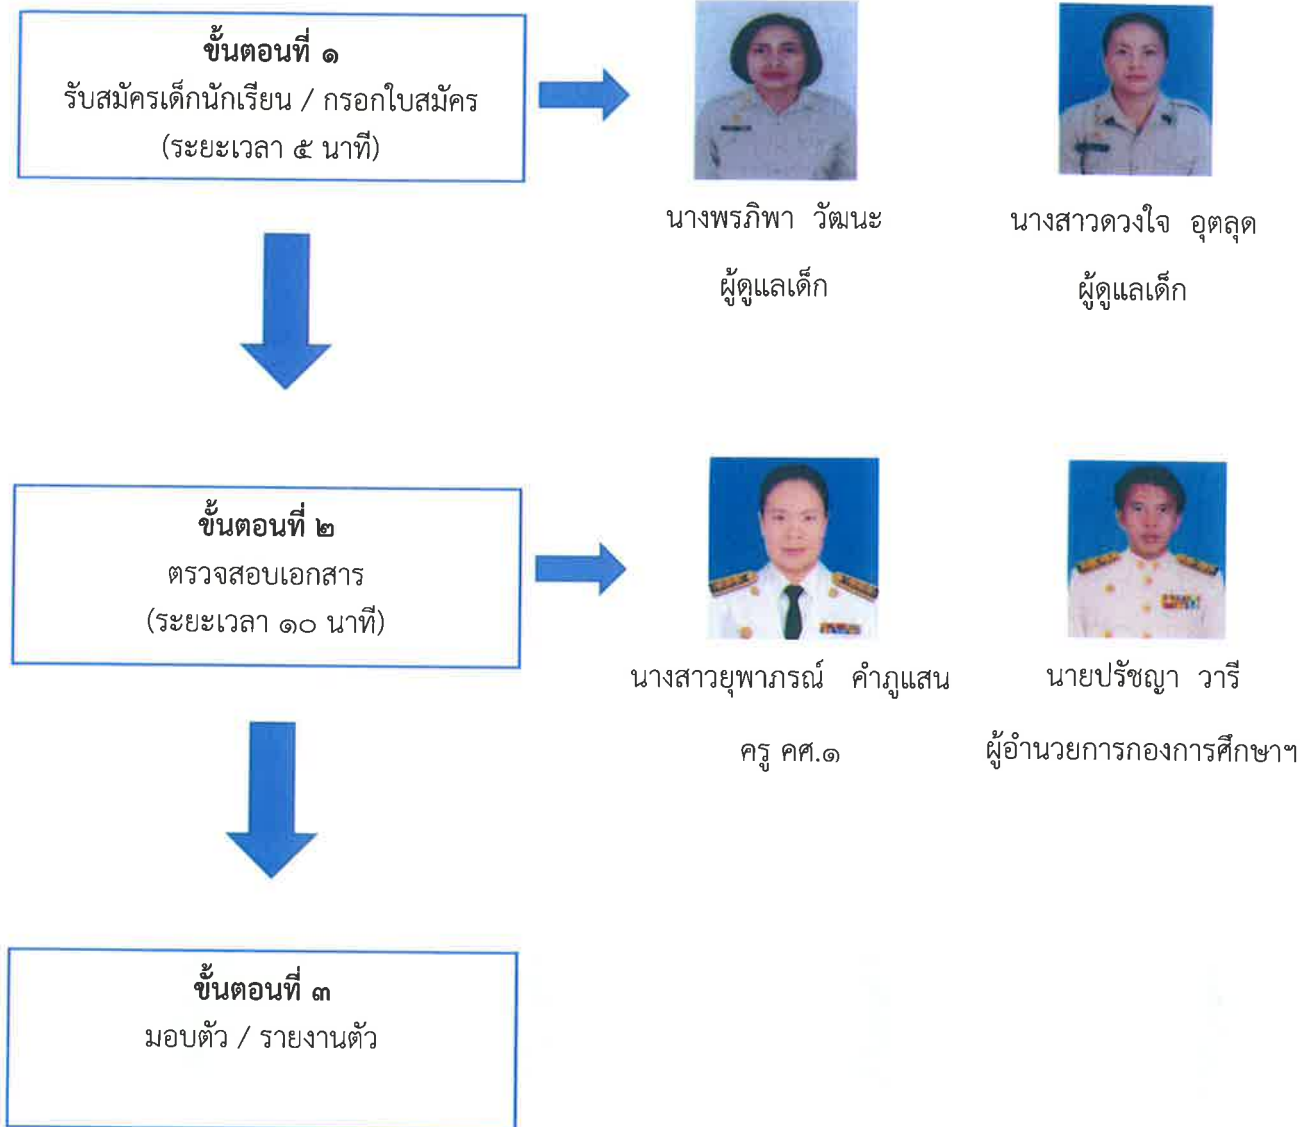 ขั้นตอนที่ ๑
รับสมัครเด็กนักเรียน / กรอกใบสมัคร
(ระยะเวลา ๕ นาที)
นางพรภิพา วัฒนะ
ผู้ดูแลเด็ก
นางสาวดวงใจ อุตลุด
ผู้ดูแลเด็ก
ขั้นตอนที่ ๒
ตรวจสอบเอกสาร
(ระยะเวลา ๑๐ นาที)
นางสาวยุพาภรณ์ คำภูแสน
ครู คศ.๑
นายปรัชญา วารี
ผู้อำนวยการกองการศึกษาฯ
ขั้นตอนที่ ๓
มอบตัว / รายงานตัว